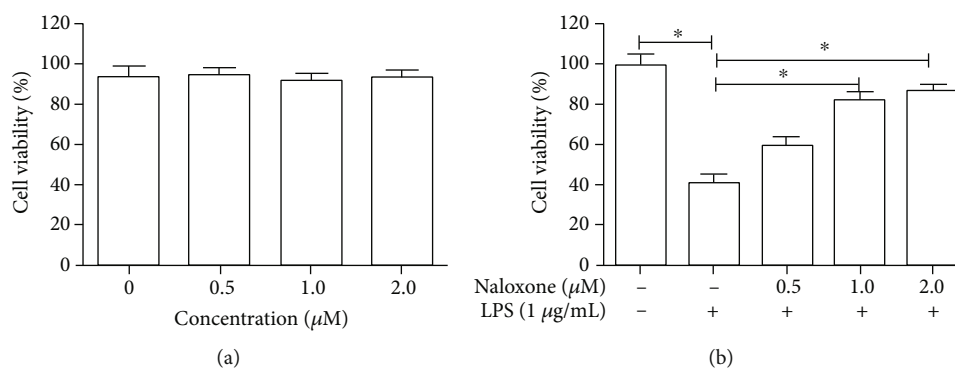 120
100
80
60
40
20
0
Cell viability (%)
0 0.5 1.0 2.0
Concentration (μM)
(a)
120
100
80
60
40
20
0
Cell viability (%)
*
*
*
Naloxone (μM) – – 0.5 1.0 2.0
LPS (1 μg/mL) – + + + +
(b)